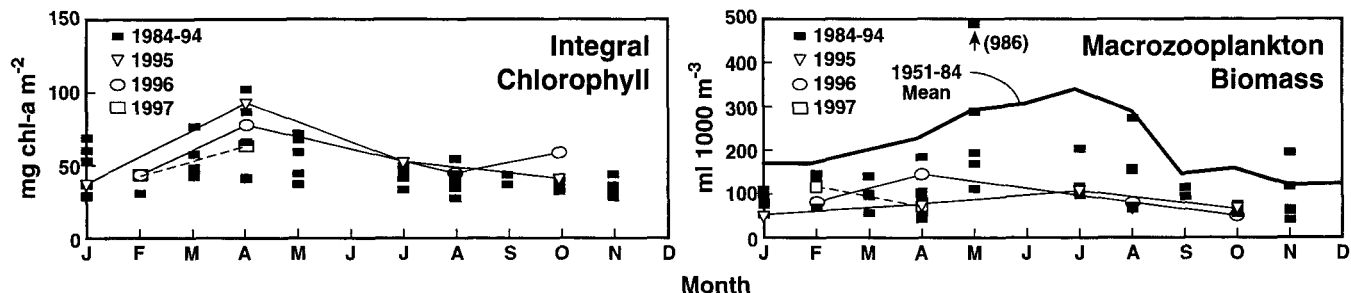 150
100
50
0
mg chl-a m-2
1984-94
1995
1996
1997
Integral
Chlorophyll
J F M A M J J A S O N D
500
400
300
200
100
0
ml 1000 m-3
1984-94
1995
1996
1997
(986)
1951-84
Mean
Macrozooplankton
Biomass
J F M A M J J A S O N D
Month